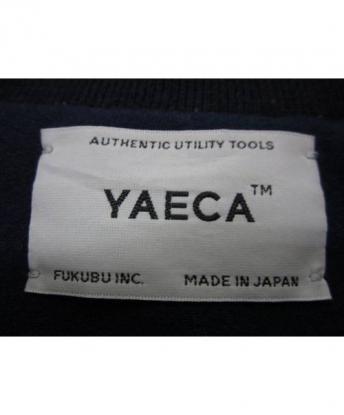 AUTHENTIC UTILITY TOOLS
YAECA™
FUKUBU INC. MADE IN JAPAN